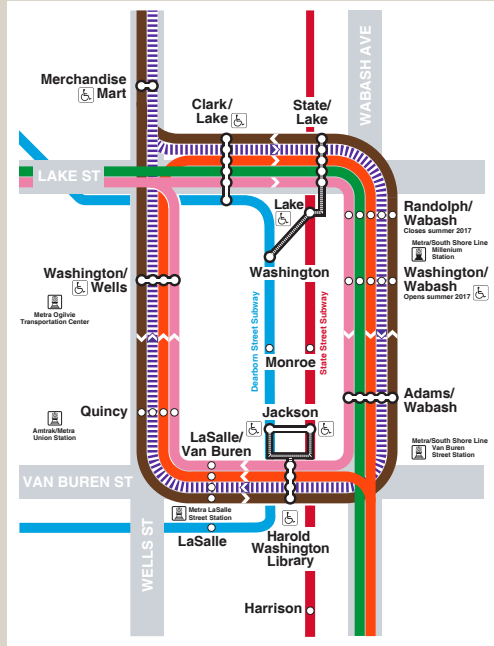 WABASH AVE
Merchandise
Mart
Clark/
Lake
State/
Lake
LAKE ST
Lake
Randolph/
Wabash
Closes summer 2017
Metra/South Shore Line
Millenium
Station
Washington
Washington/
Wells
Metra Ogilvie
Transportation Center
Washington/
Wabash
Opens summer 2017
Dearborn Street Subway
State Street Subway
Monroe
Adams/
Wabash
Quincy
Jackson
Amtrak/Metra
Union Station
LaSalle/
Van Buren
Metra/South Shore Line
Van Buren
Street Station
VAN BUREN ST
Metra LaSalle
Street Station
LaSalle
Harold
Washington
Library
WELLS ST
Harrison